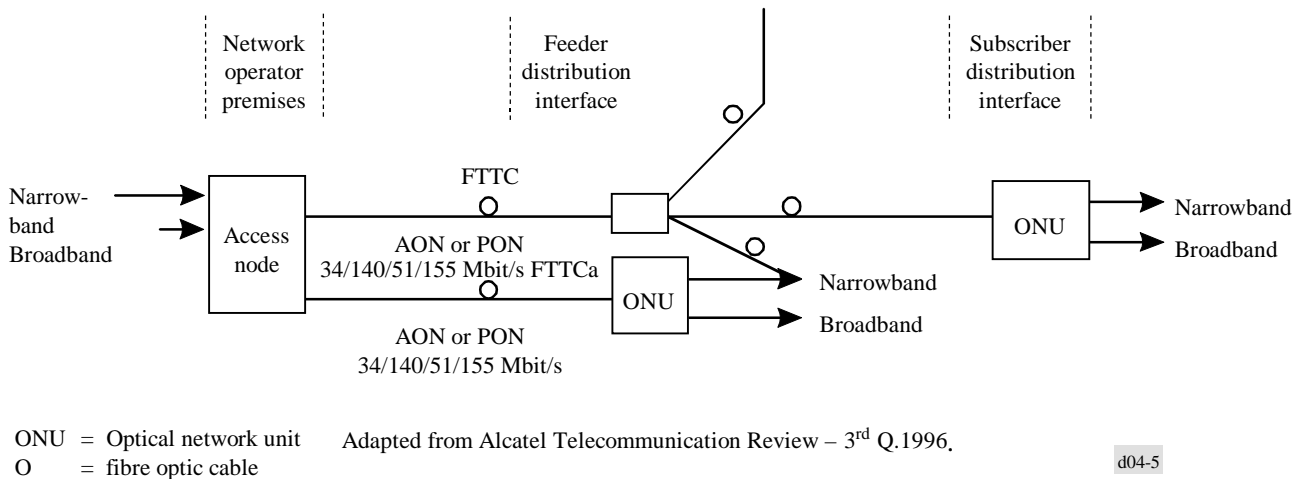 Network
operator
premises
Feeder
distribution
interface
Subscriber
distribution
interface
Narrow-
band
Broadband
Access
node
FTTC
AON or PON
34/140/51/155 Mbit/s FTTCa
AON or PON
34/140/51/155 Mbit/s
ONU
Narrowband
Broadband
ONU
Narrowband
Broadband
ONU = Optical network unit
O = fibre optic cable
Adapted from Alcatel Telecommunication Review – 3rd Q.1996.
d04-5